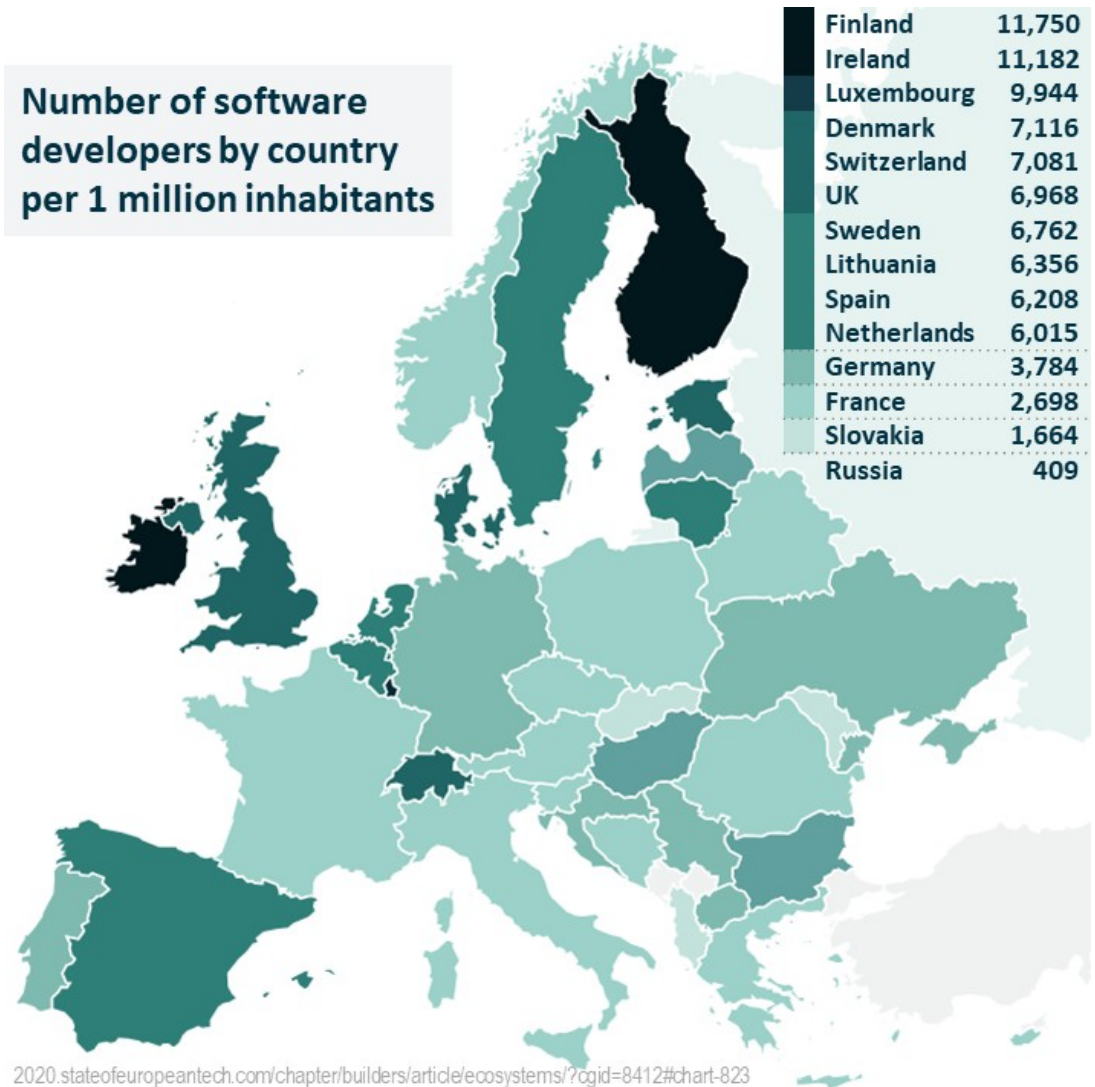 Number of software
developers by country
per 1 million inhabitants
Finland 11,750
Ireland 11,182
Luxembourg 9,944
Denmark 7,116
Switzerland 7,081
UK 6,968
Sweden 6,762
Lithuania 6,356
Spain 6,208
Netherlands 6,015
Germany 3,784
France 2,698
Slovakia 1,664
Russia 409
2020.stateofeuropeantech.com/chapter/builders/article/ecosystems/?cgid=8412#chart-823